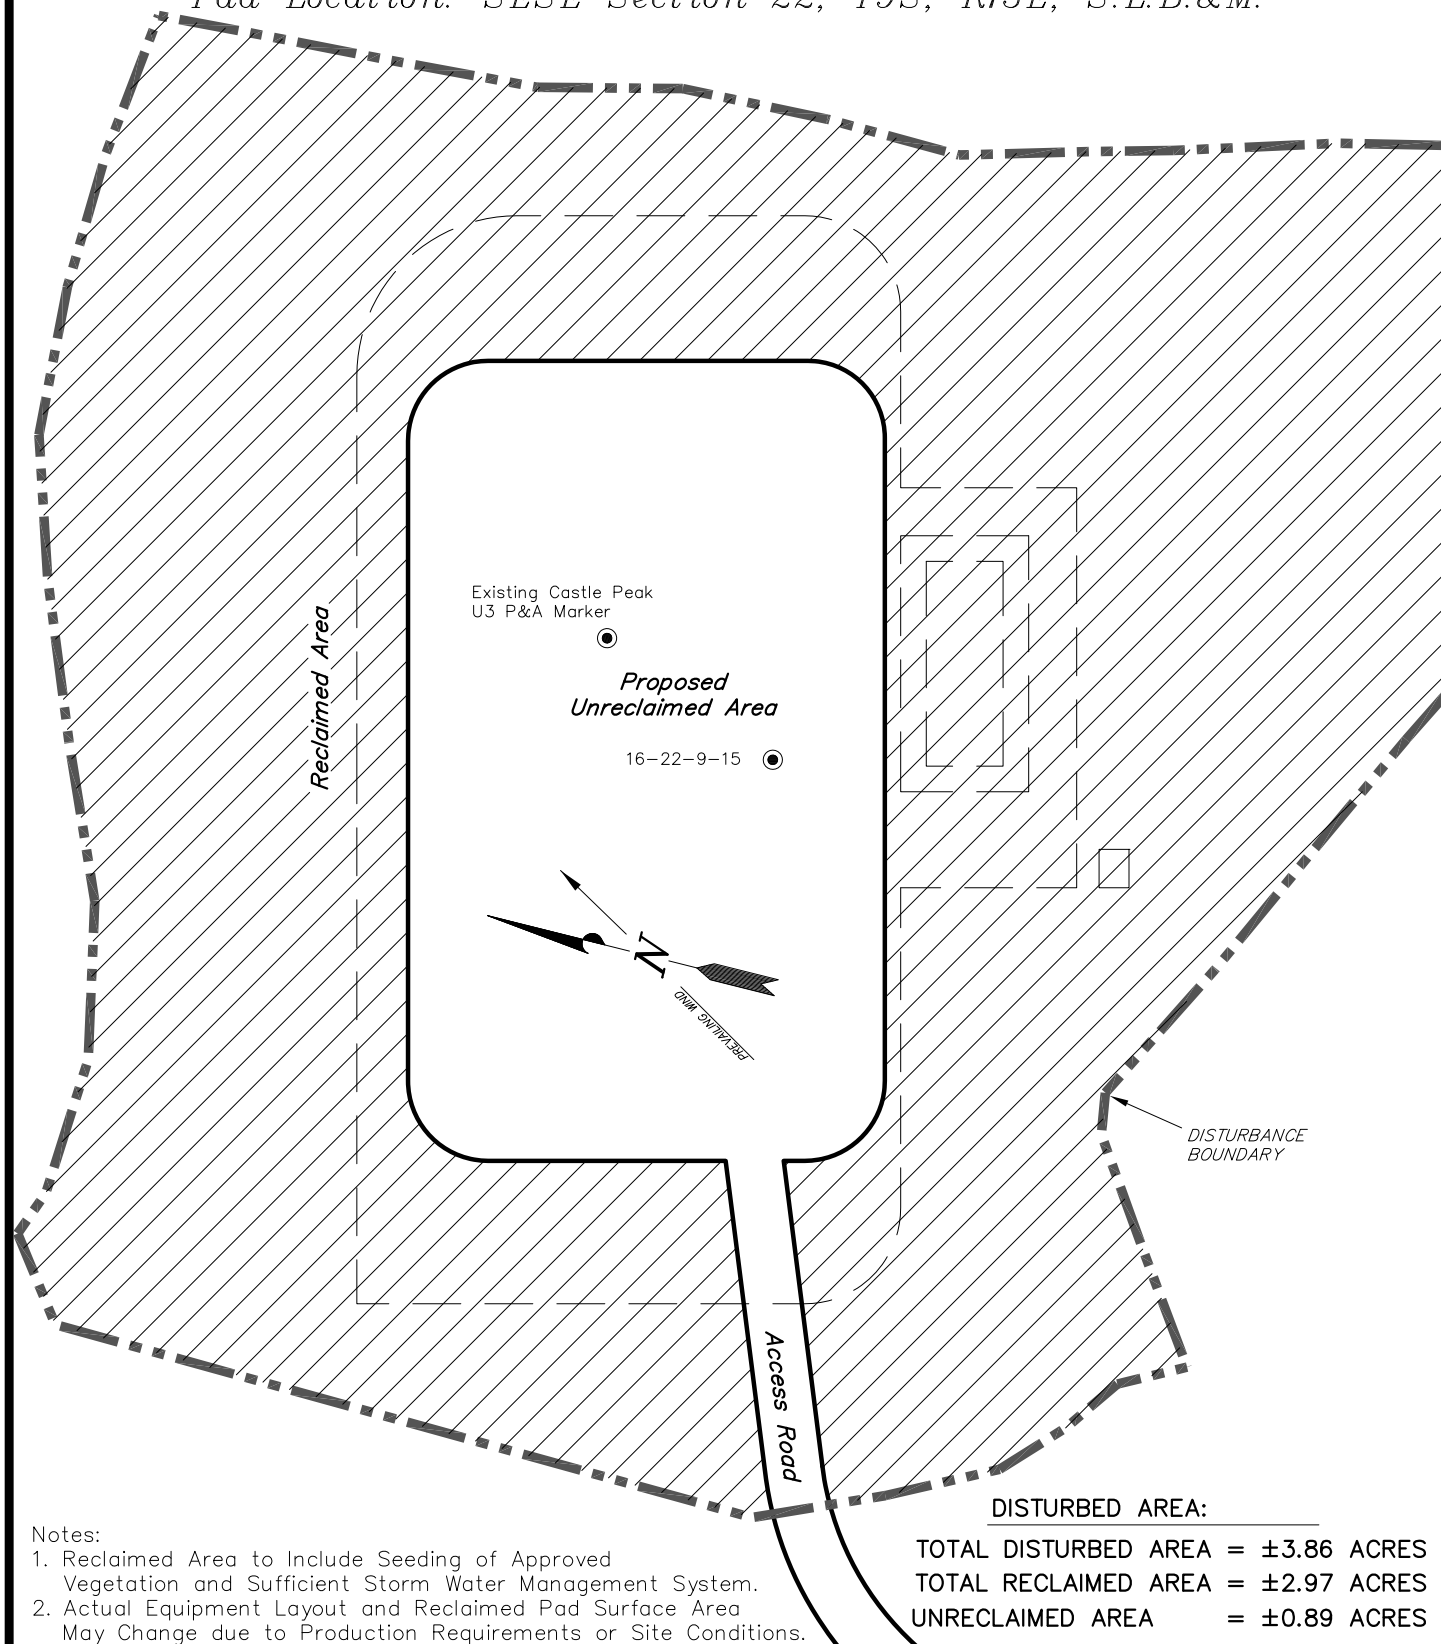 Pad Location: SESE Section 22, T9S, R15E, S.L.B.&M.
Existing Castle Peak
U3 P&A Marker
Proposed
Unreclaimed Area
16-22-9-15
Reclaimed Area
N
PREVAILING WIND
DISTURBANCE
BOUNDARY
Access Road
DISTURBED AREA:
TOTAL DISTURBED AREA = ±3.86 ACRES
TOTAL RECLAIMED AREA = ±2.97 ACRES
UNRECLAIMED AREA = ±0.89 ACRES
Notes:
1. Reclaimed Area to Include Seeding of Approved
Vegetation and Sufficient Storm Water Management System.
2. Actual Equipment Layout and Reclaimed Pad Surface Area
May Change due to Production Requirements or Site Conditions.